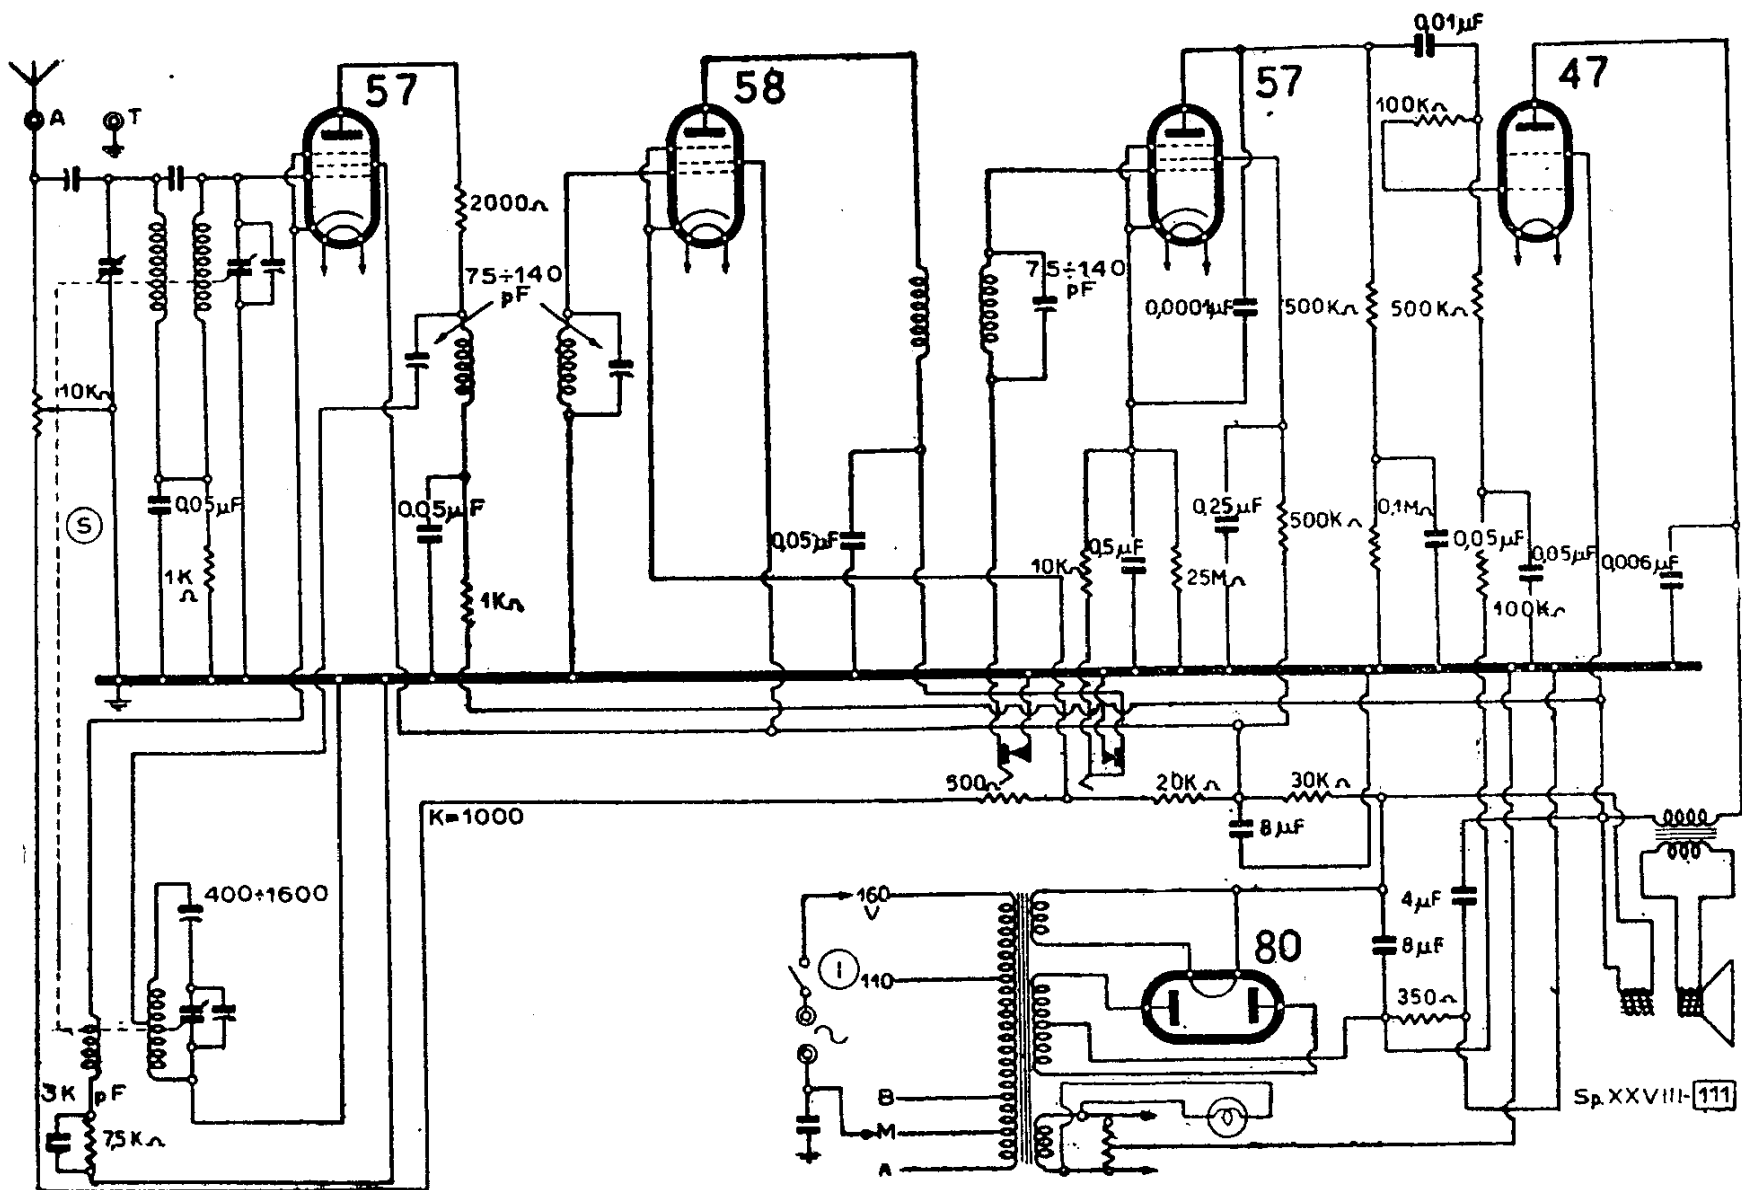 0,01µF
57
58
57
47
A
T
100KΩ
2000Ω
75÷140
pF
75÷140
pF
0,0001µF
500KΩ
500KΩ
10KΩ
0,05µF
S
0,05µF
0,25µF
500KΩ
0,1MΩ
0,05µF
0,05µF
0,05µF
0,006µF
1K
Ω
1KΩ
10KΩ
0,5µF
25MΩ
100KΩ
500Ω
20KΩ
30KΩ
K=1000
8µF
400÷1600
160
V
4µF
I
110
80
8µF
350Ω
3K pF
B
Sp. XXVIII-111
7,5KΩ
M
A